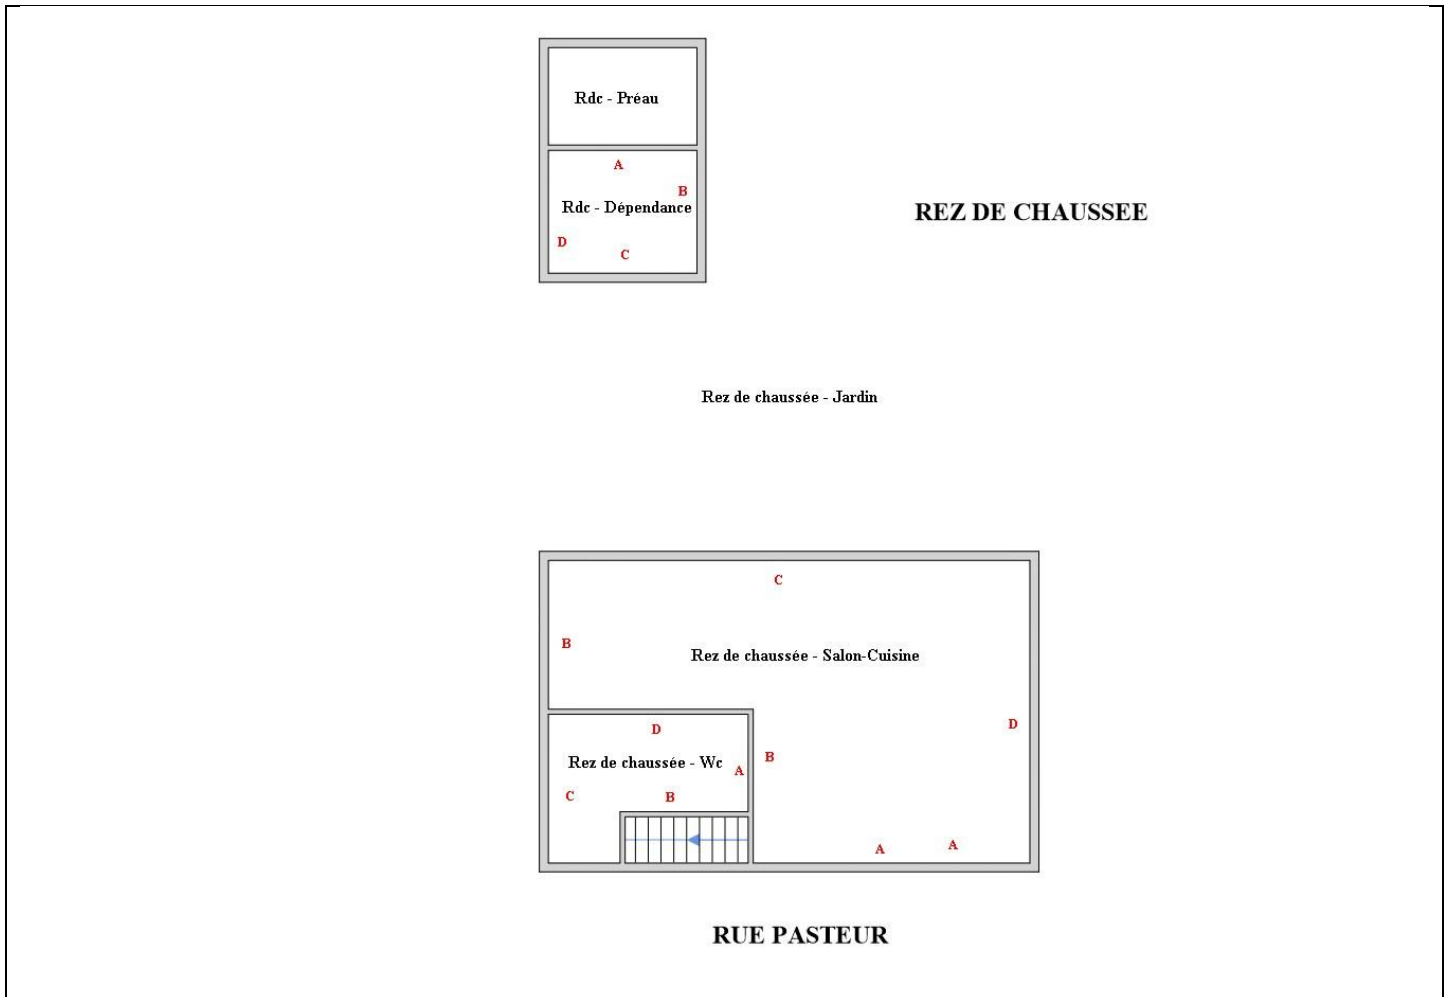 Rdc - Préau
A
B
Rdc - Dépendance
D
C
REZ DE CHAUSSEE
Rez de chaussée - Jardin
C
B
Rez de chaussée - Salon-Cuisine
D
D
B
Rez de chaussée - Wc
A
C
B
A
A
RUE PASTEUR